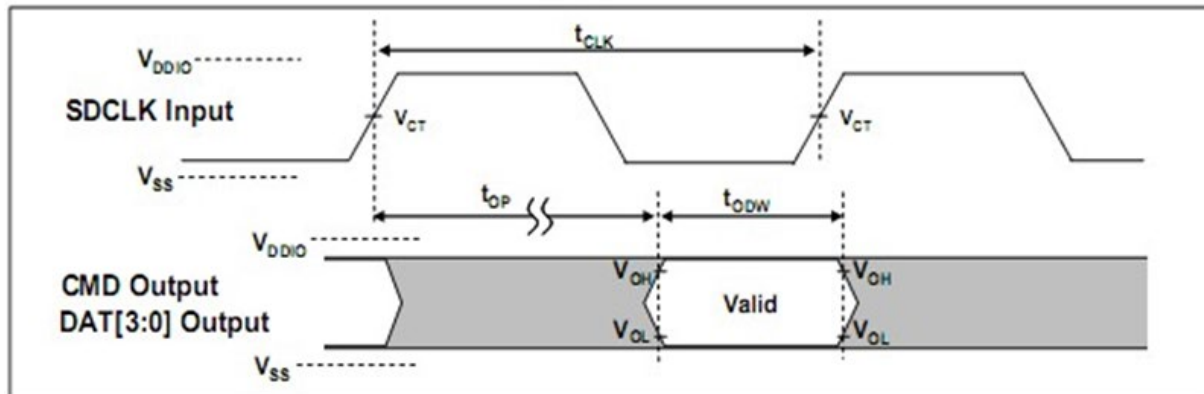 t_CLK
V_DDIO
SDCLK Input
V_CT
V_CT
V_SS
t_OP
t_ODW
V_DDIO
V_OH
V_OH
CMD Output
Valid
DAT[3:0] Output
V_OL
V_OL
V_SS